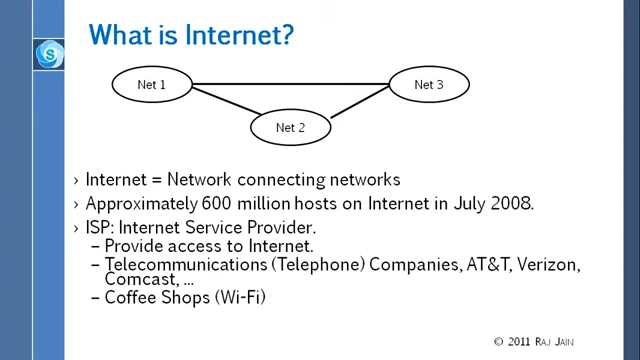 What is Internet?
S
Net 1
Net 3
Net 2
› Internet = Network connecting networks
› Approximately 600 million hosts on Internet in July 2008.
› ISP: Internet Service Provider.
– Provide access to Internet.
– Telecommunications (Telephone) Companies, AT&T, Verizon,
Comcast, ...
– Coffee Shops (Wi-Fi)
© 2011 RAJ JAIN